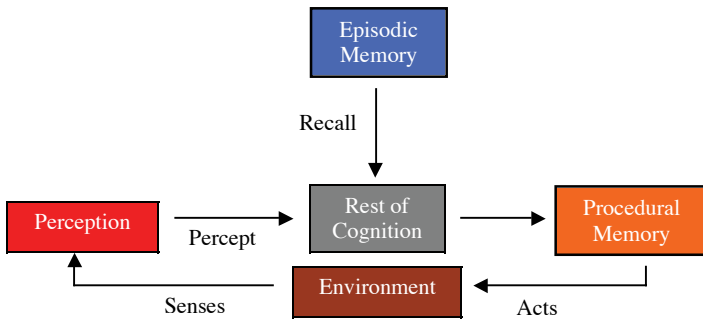 Episodic
Memory
Recall
Perception
Percept
Rest of
Cognition
Procedural
Memory
Senses
Environment
Acts